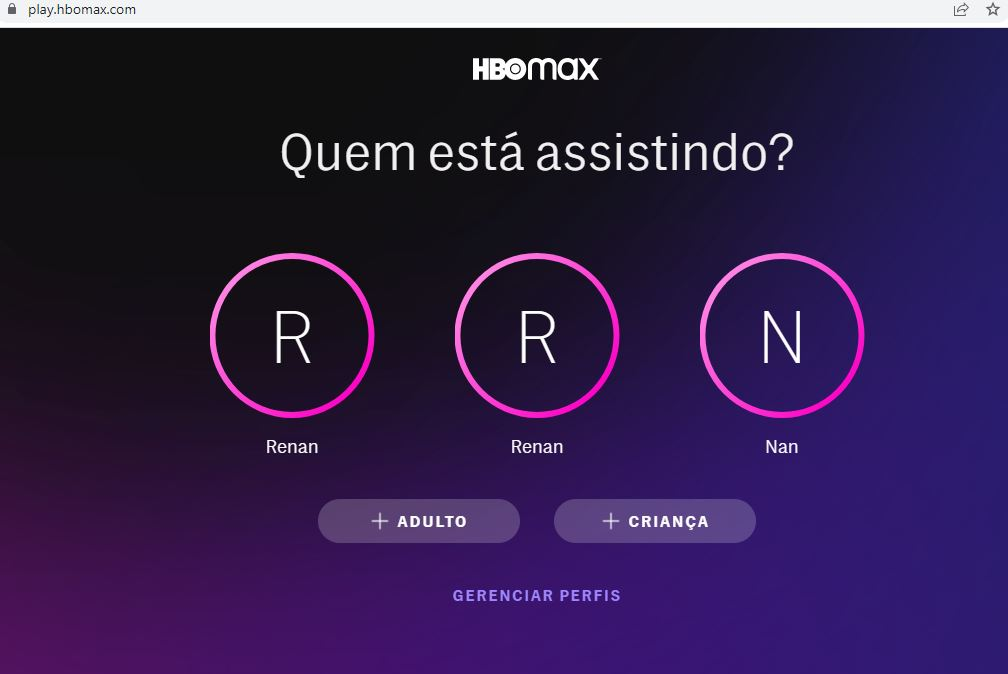 play.hbomax.com
HBOMAX
Quem está assistindo?
R R N
Renan Renan Nan
+ ADULTO + CRIANÇA
GERENCIAR PERFIS